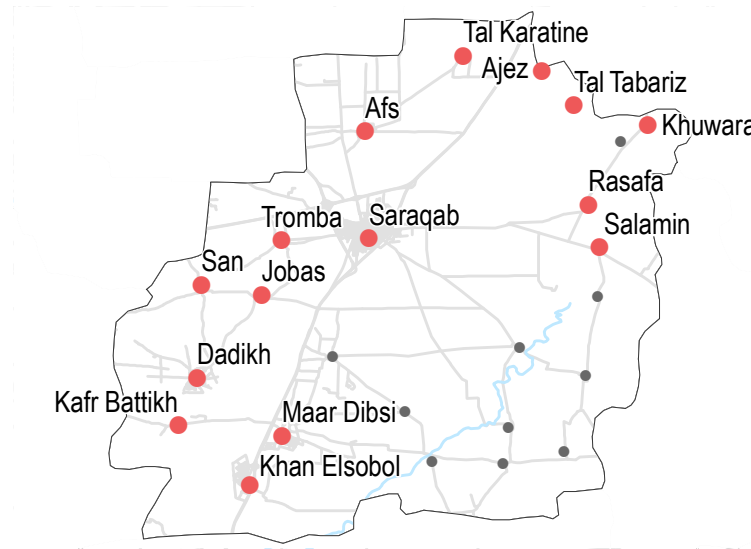 Tal Karatine
Ajez
Tal Tabariz
Afs
Khuwara
Rasafa
Tromba
Saraqab
Salamin
San
Jobas
Dadikh
Kafr Battikh
Maar Dibsi
Khan Elsobol